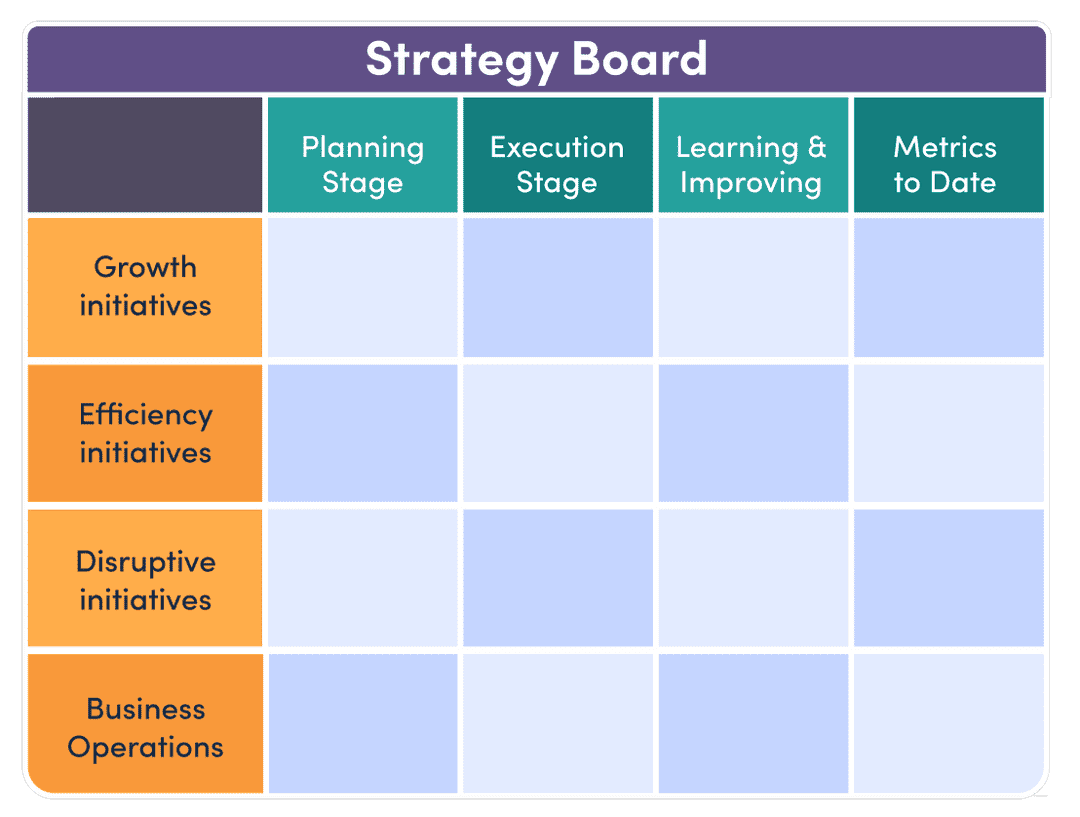 Strategy Board
Planning
Stage
Execution
Stage
Learning &
Improving
Metrics
to Date
Growth
initiatives
Efficiency
initiatives
Disruptive
initiatives
Business
Operations